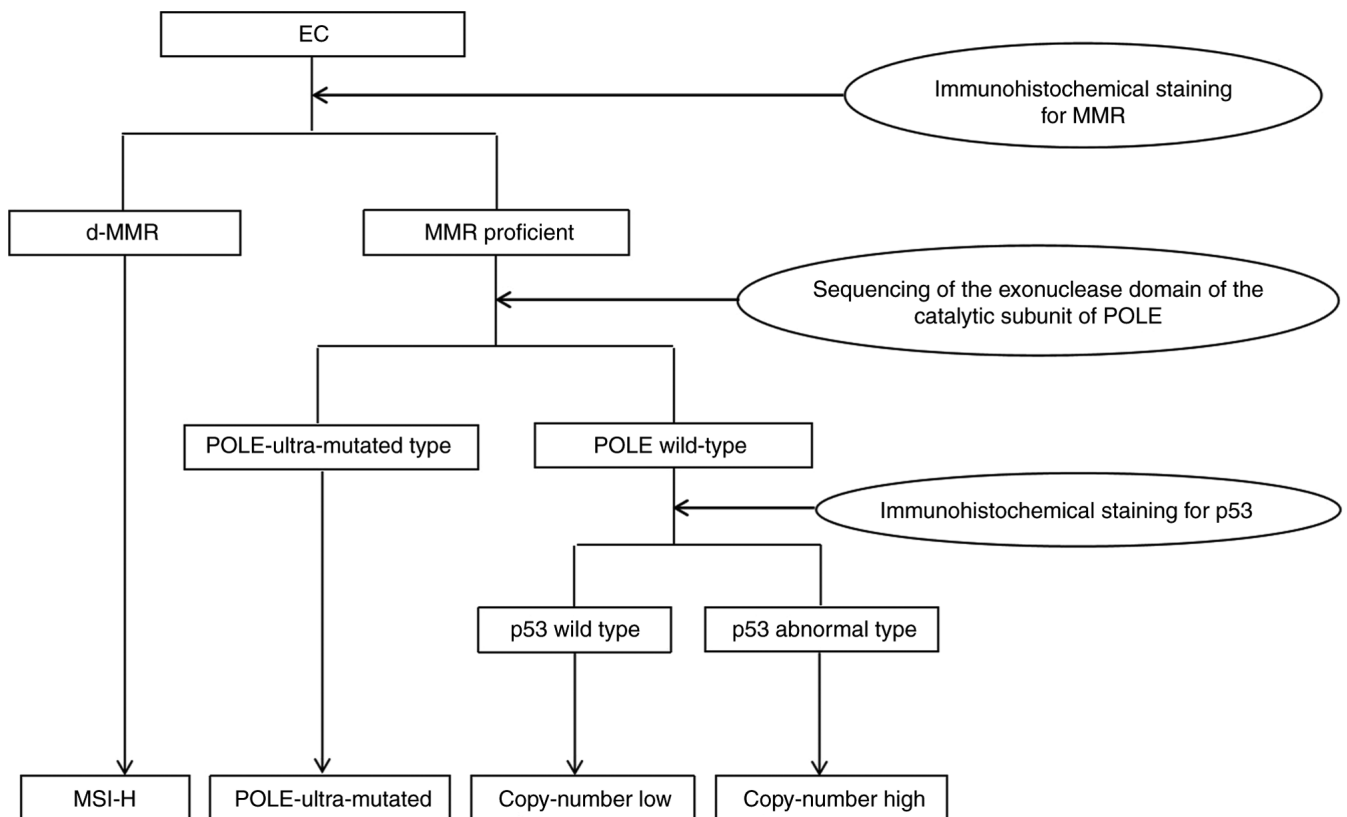 EC
Immunohistochemical staining
for MMR
d-MMR
MMR proficient
Sequencing of the exonuclease domain of the
catalytic subunit of POLE
POLE-ultra-mutated type
POLE wild-type
Immunohistochemical staining for p53
p53 wild type
p53 abnormal type
MSI-H
POLE-ultra-mutated
Copy-number low
Copy-number high